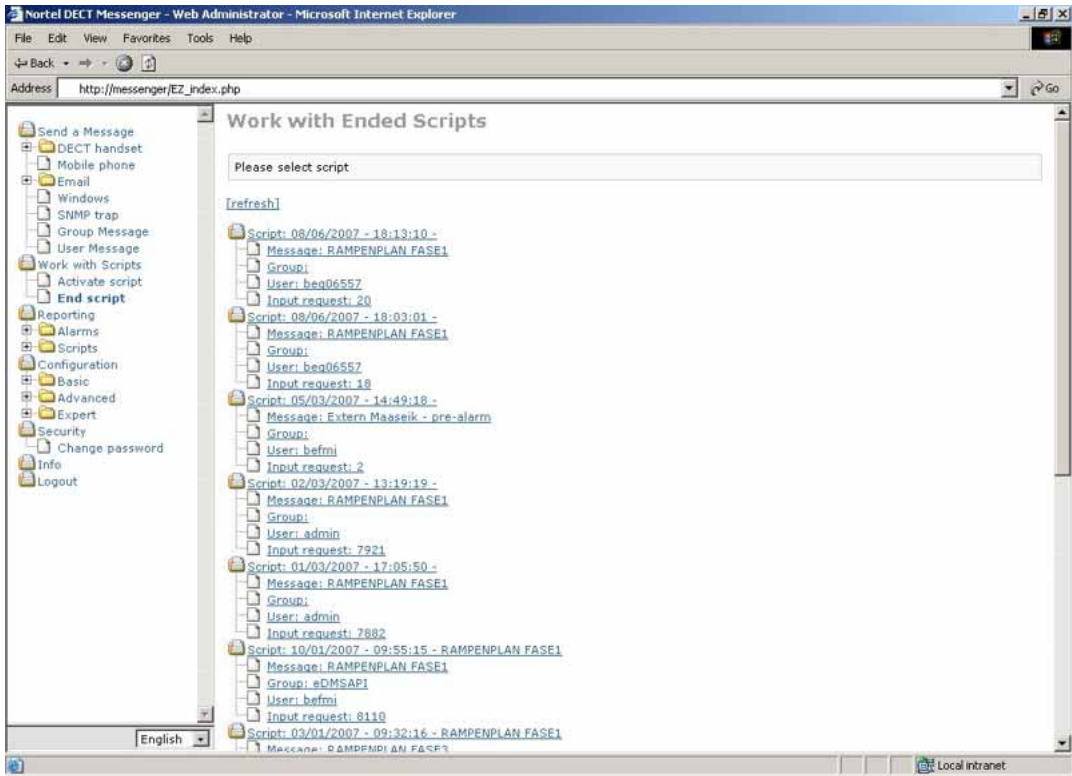 Nortel DECT Messenger - Web Administrator - Microsoft Internet Explorer
File Edit View Favorites Tools Help
Back
Address http://messenger/EZ_index.php Go
Send a Message
DECT handset
Mobile phone
Email
Windows
SNMP trap
Group Message
User Message
Work with Scripts
Activate script
End script
Reporting
Alarms
Scripts
Configuration
Basic
Advanced
Expert
Security
Change password
Info
Logout
English
Work with Ended Scripts
Please select script
[refresh]
Script: 08/06/2007 - 18:13:10 -
Message: RAMPENPLAN FASE1
Group:
User: beq06557
Input request: 20
Script: 08/06/2007 - 18:03:01 -
Message: RAMPENPLAN FASE1
Group:
User: beq06557
Input request: 18
Script: 05/03/2007 - 14:49:18 -
Message: Extern Maaseik - pre-alarm
Group:
User: befmi
Input request: 2
Script: 02/03/2007 - 13:19:19 -
Message: RAMPENPLAN FASE1
Group:
User: admin
Input request: 7921
Script: 01/03/2007 - 17:05:50 -
Message: RAMPENPLAN FASE1
Group:
User: admin
Input request: 7882
Script: 10/01/2007 - 09:55:15 - RAMPENPLAN FASE1
Message: RAMPENPLAN FASE1
Group: eDMSAPI
User: befmi
Input request: 8110
Script: 03/01/2007 - 09:32:16 - RAMPENPLAN FASE1
Message: RAMPENPLAN FASE3
Local intranet